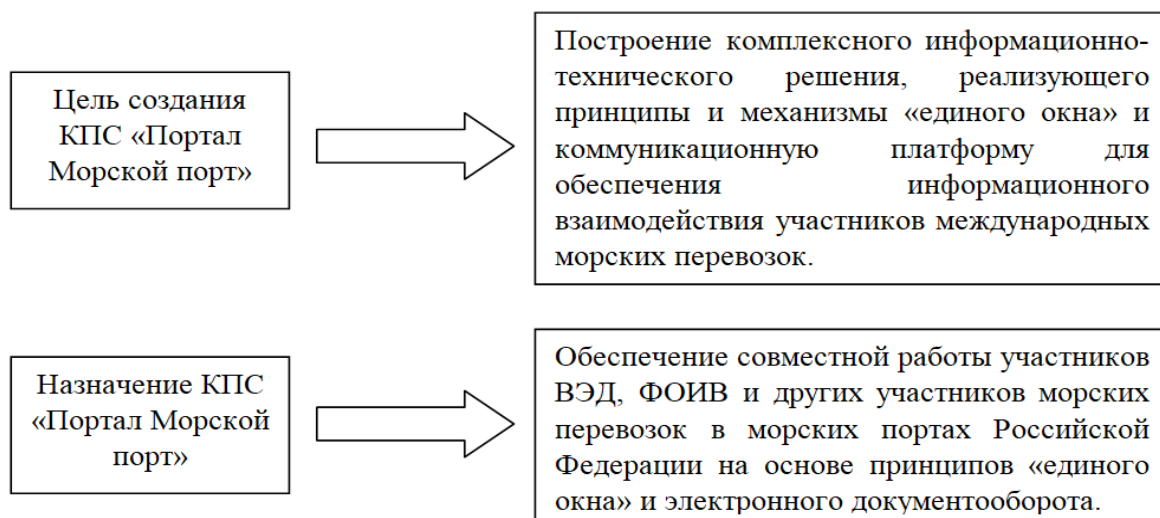 Цель создания
КПС «Портал
Морской порт»
Построение комплексного информационно-
технического решения, реализующего
принципы и механизмы «единого окна» и
коммуникационную платформу для
обеспечения информационного
взаимодействия участников международных
морских перевозок.
Назначение КПС
«Портал Морской
порт»
Обеспечение совместной работы участников
ВЭД, ФОИВ и других участников морских
перевозок в морских портах Российской
Федерации на основе принципов «единого
окна» и электронного документооборота.